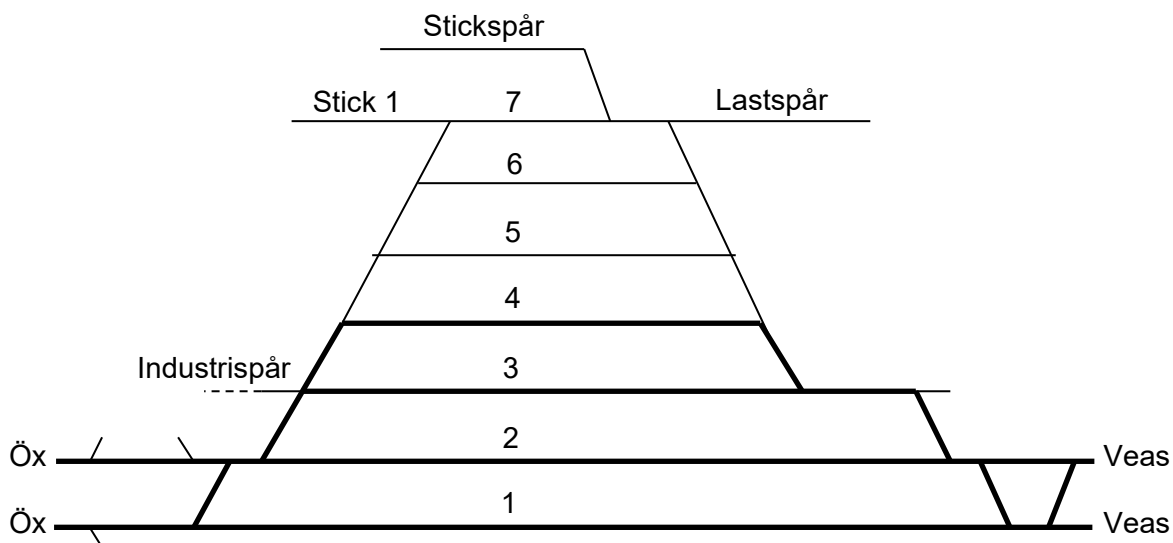 Stickspår
Stick 1 7 Lastspår
6
5
4
Industrispår 3
Öx 2 Veas
Öx 1 Veas